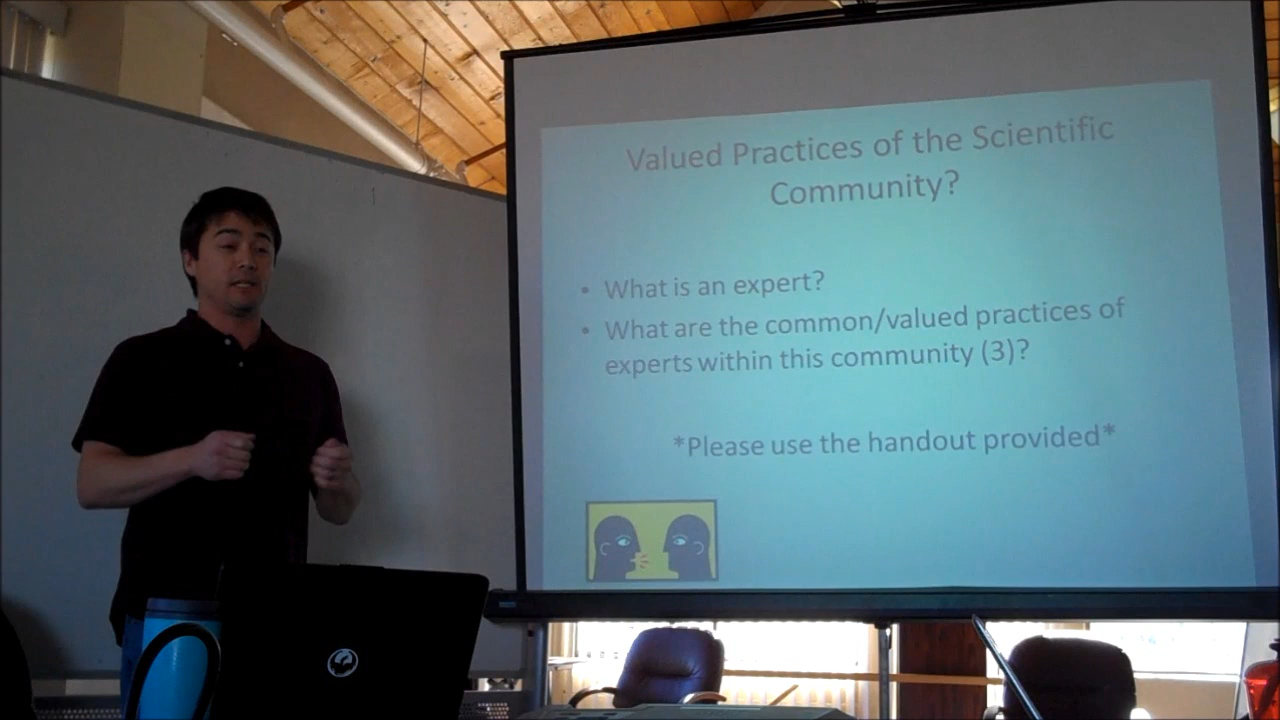 Valued Practices of the Scientific
Community?
• What is an expert?
• What are the common/valued practices of
experts within this community (3)?
*Please use the handout provided*